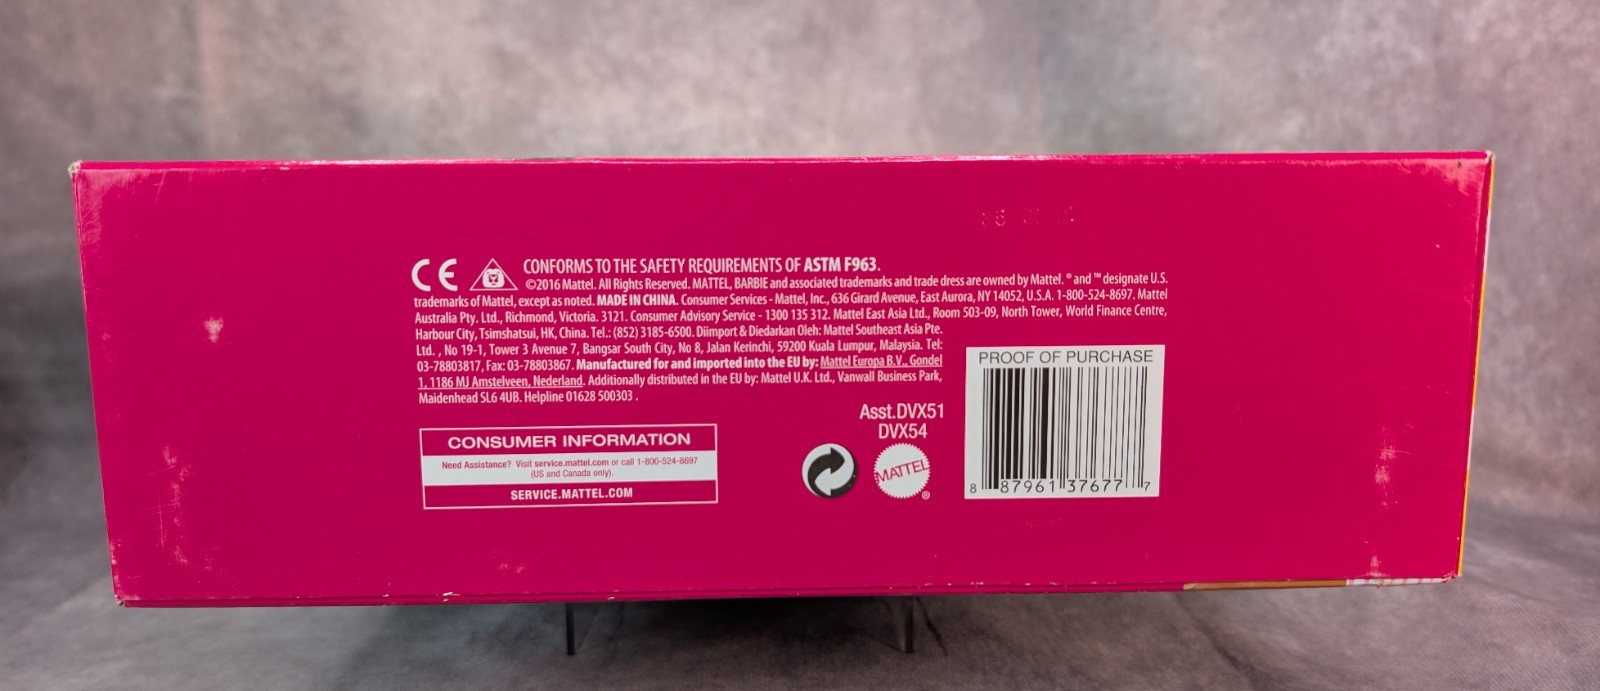 CE CONFORMS TO THE SAFETY REQUIREMENTS OF ASTM F963.
©2016 Mattel. All Rights Reserved. MATTEL, BARBIE and associated trademarks and trade dress are owned by Mattel. ® and ™ designate U.S.
trademarks of Mattel, except as noted. MADE IN CHINA. Consumer Services - Mattel, Inc., 636 Girard Avenue, East Aurora, NY 14052, U.S.A. 1-800-524-8697. Mattel
Australia Pty. Ltd., Richmond, Victoria. 3121. Consumer Advisory Service - 1300 135 312. Mattel East Asia Ltd., Room 503-09, North Tower, World Finance Centre,
Harbour City, Tsimshatsui, HK, China. Tel.: (852) 3185-6500. Diimport & Diedarkan Oleh: Mattel Southeast Asia Pte.
Ltd. , No 19-1, Tower 3 Avenue 7, Bangsar South City, No 8, Jalan Kerinchi, 59200 Kuala Lumpur, Malaysia. Tel:
03-78803817, Fax: 03-78803867. Manufactured for and imported into the EU by: Mattel Europa B.V., Gondel
1, 1186 MJ Amstelveen, Nederland. Additionally distributed in the EU by: Mattel U.K. Ltd., Vanwall Business Park,
Maidenhead SL6 4UB. Helpline 01628 500303 .
CONSUMER INFORMATION
Need Assistance? Visit service.mattel.com or call 1-800-524-8697
(US and Canada only).
SERVICE.MATTEL.COM
Asst.DVX51
DVX54
MATTEL®
PROOF OF PURCHASE
8 87961 37677 7